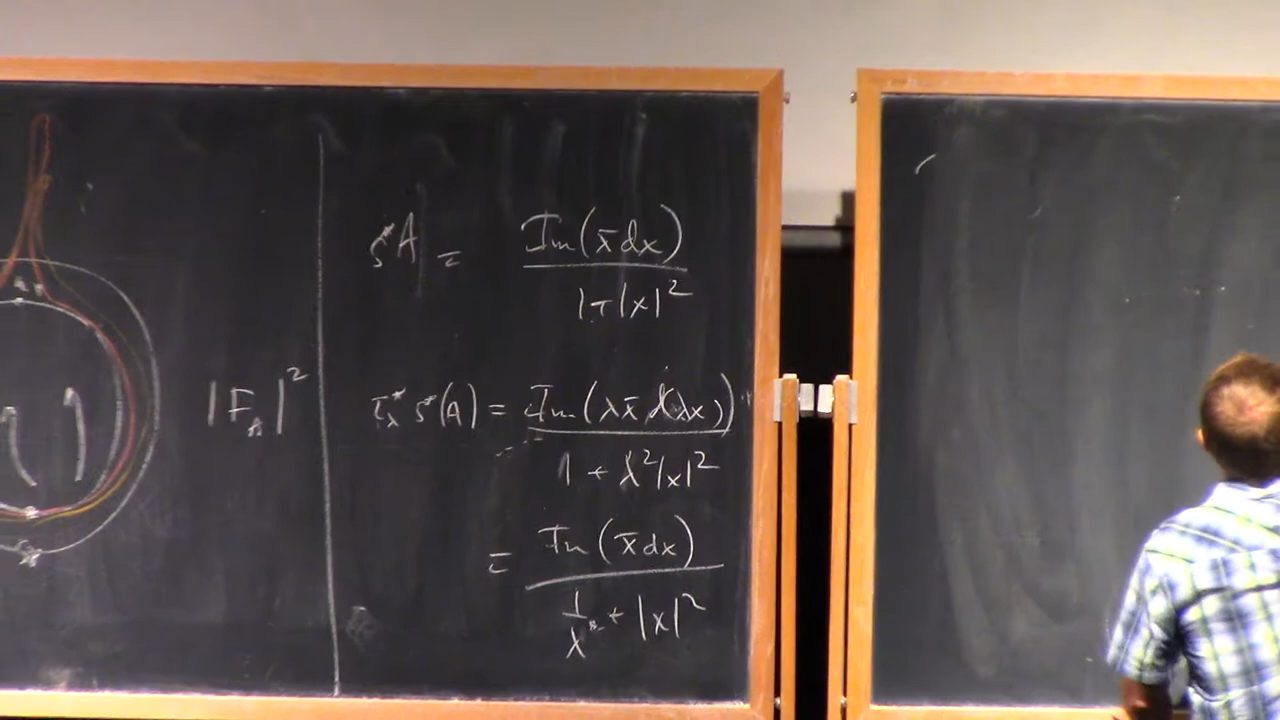 |F_A|²
s*A = Im(x̄dx) / 1+|x|²
τ_λ* s*(A) = Im(λx̄ d(λx)) / 1 + λ²|x|²
= Im(x̄dx) / 1/λ² + |x|²